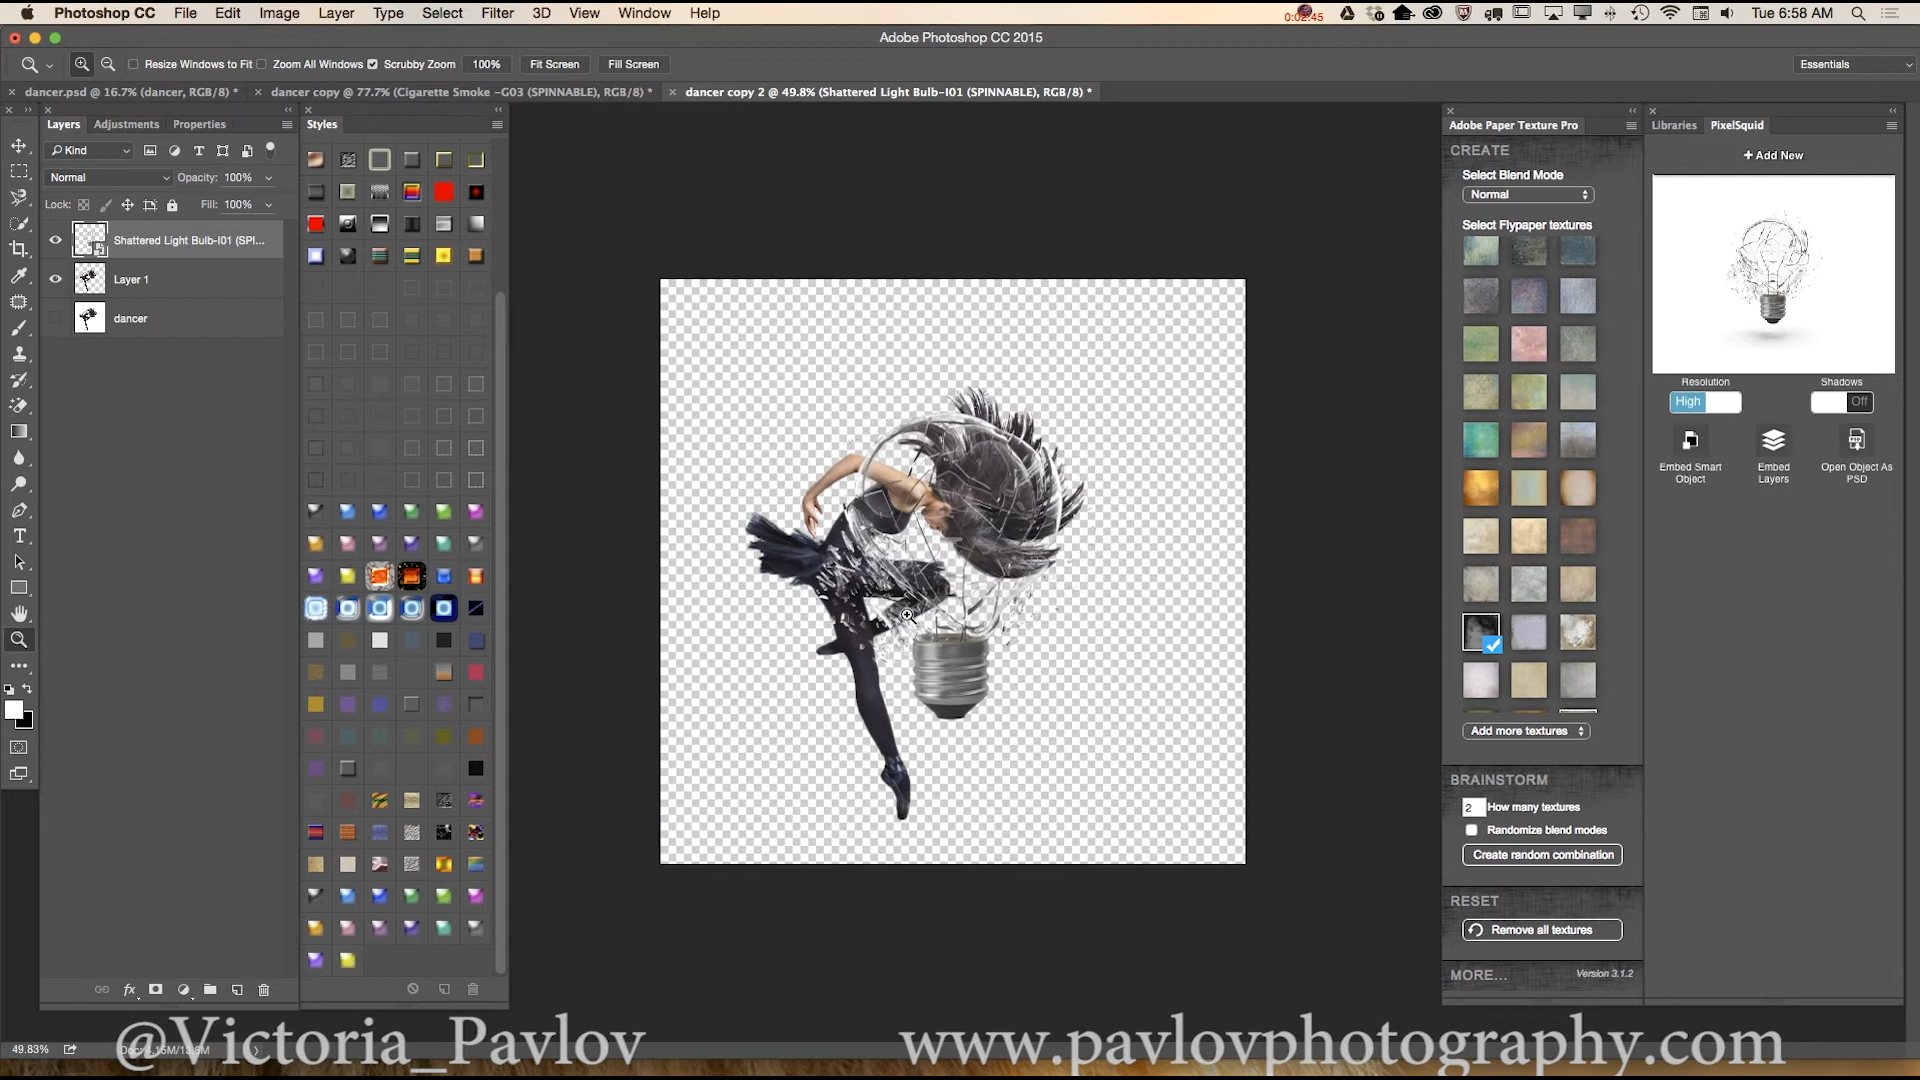 Photoshop CC File Edit Image Layer Type Select Filter 3D View Window Help
0:02:45
Tue 6:58 AM
Adobe Photoshop CC 2015
Resize Windows to Fit Zoom All Windows Scrubby Zoom 100% Fit Screen Fill Screen
Essentials
dancer.psd @ 16.7% (dancer, RGB/8) *
dancer copy @ 77.7% (Cigarette Smoke -G03 (SPINNABLE), RGB/8) *
dancer copy 2 @ 49.8% (Shattered Light Bulb-I01 (SPINNABLE), RGB/8) *
Layers Adjustments Properties
Kind
Normal Opacity: 100%
Lock: Fill: 100%
Shattered Light Bulb-I01 (SPI...
Layer 1
dancer
Styles
Adobe Paper Texture Pro
CREATE
Select Blend Mode
Normal
Select Flypaper textures
Add more textures
BRAINSTORM
2 How many textures
Randomize blend modes
Create random combination
RESET
Remove all textures
MORE...
Version 3.1.2
Libraries PixelSquid
+ Add New
Resolution Shadows
High Off
Embed Smart Object
Embed Layers
Open Object As PSD
49.83%
Doc: 4.15M/13.6M
@Victoria_Pavlov
www.pavlovphotography.com